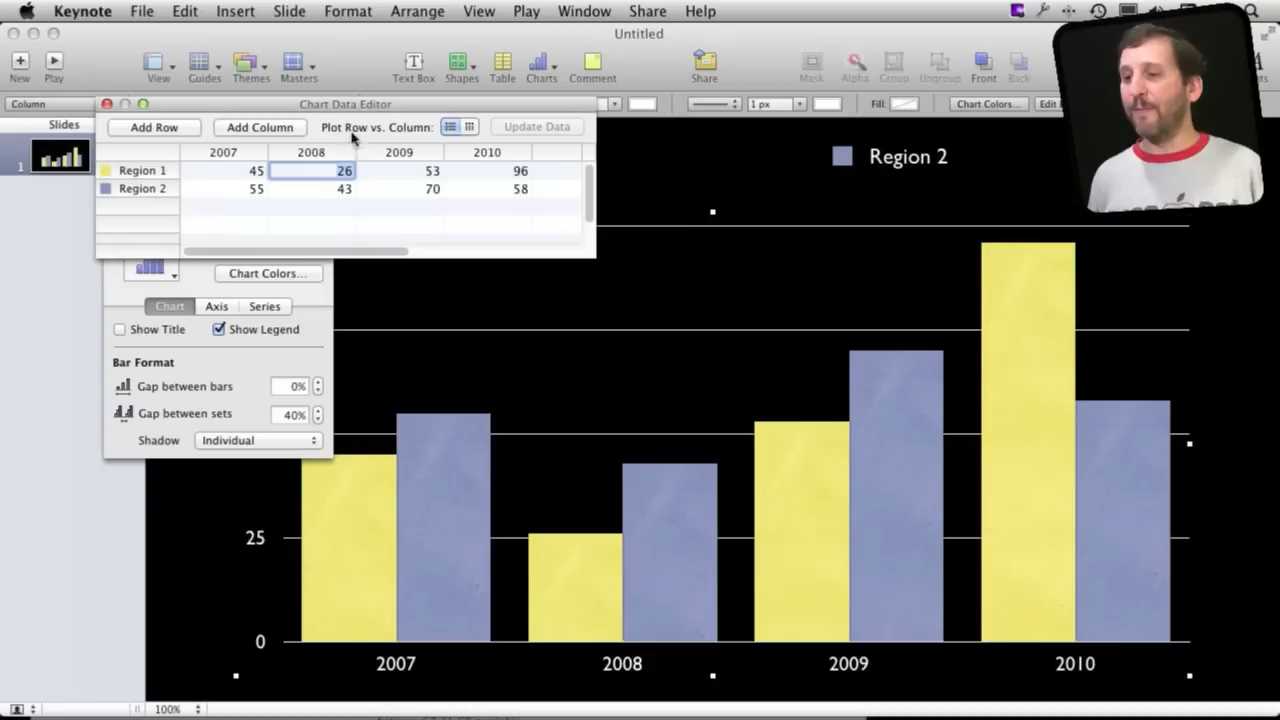 Keynote File Edit Insert Slide Format Arrange View Play Window Share Help
Untitled
New Play View Guides Themes Masters Text Box Shapes Table Charts Comment Share Mask Alpha Group Ungroup Front Back
Column 1 px Fill: Chart Colors... Edit
Slides
1
Chart Data Editor
Add Row Add Column Plot Row vs. Column: Update Data
2007 2008 2009 2010
Region 1 45 26 53 96
Region 2 55 43 70 58
Chart Colors...
Chart Axis Series
Show Title Show Legend
Bar Format
Gap between bars 0%
Gap between sets 40%
Shadow Individual
Region 2
25
0
2007 2008 2009 2010
100%